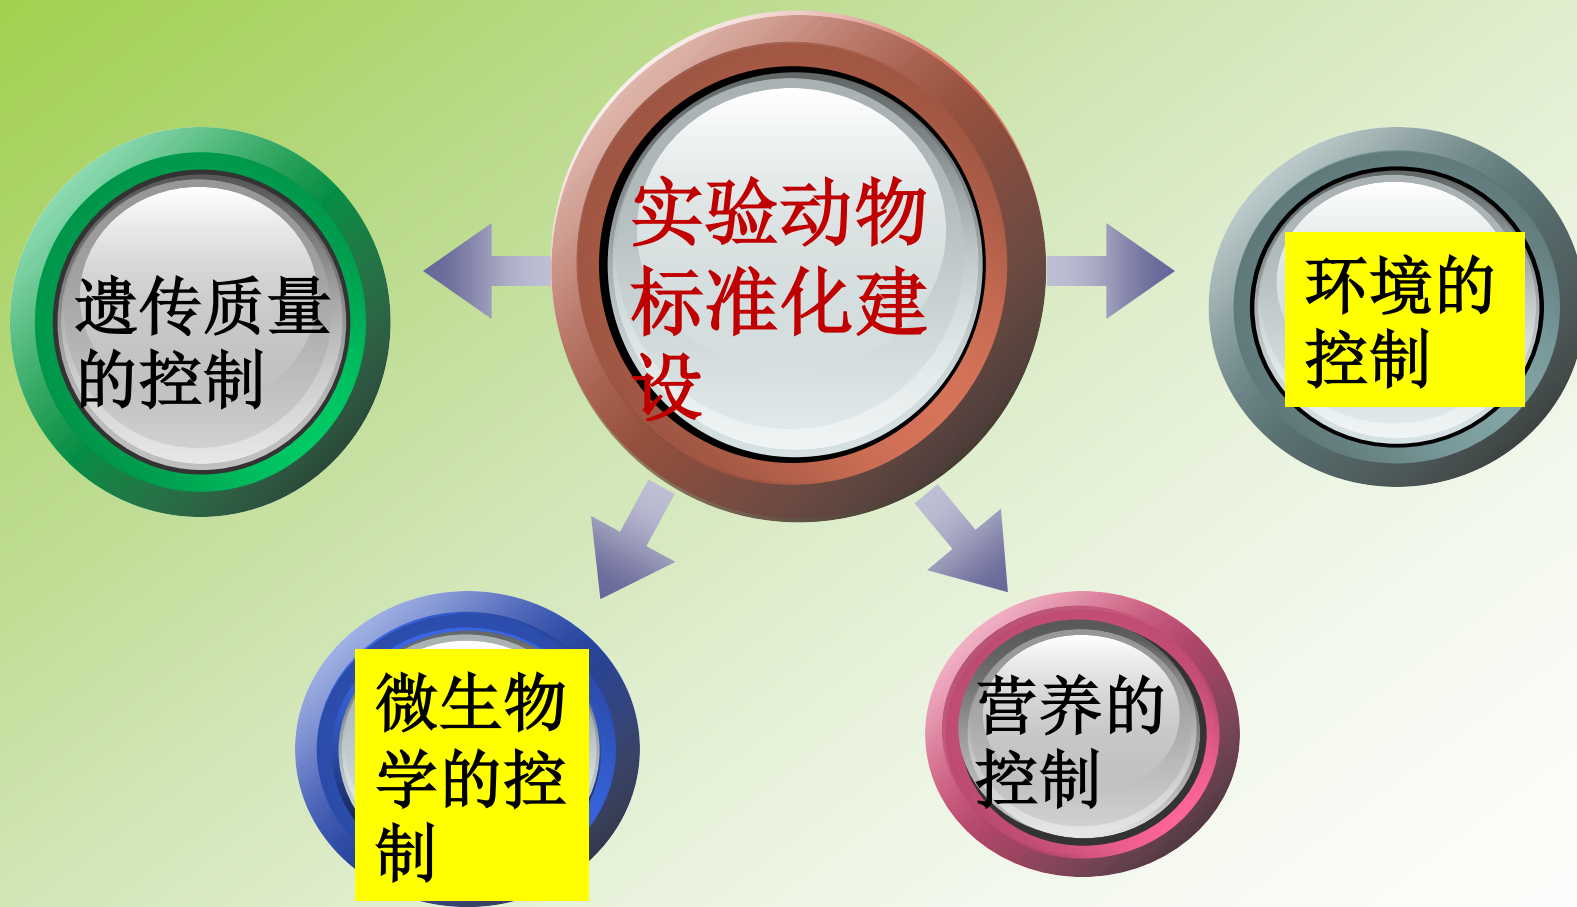 实验动物
标准化建
设
遗传质量
的控制
环境的
控制
微生物
学的控
制
营养的
控制